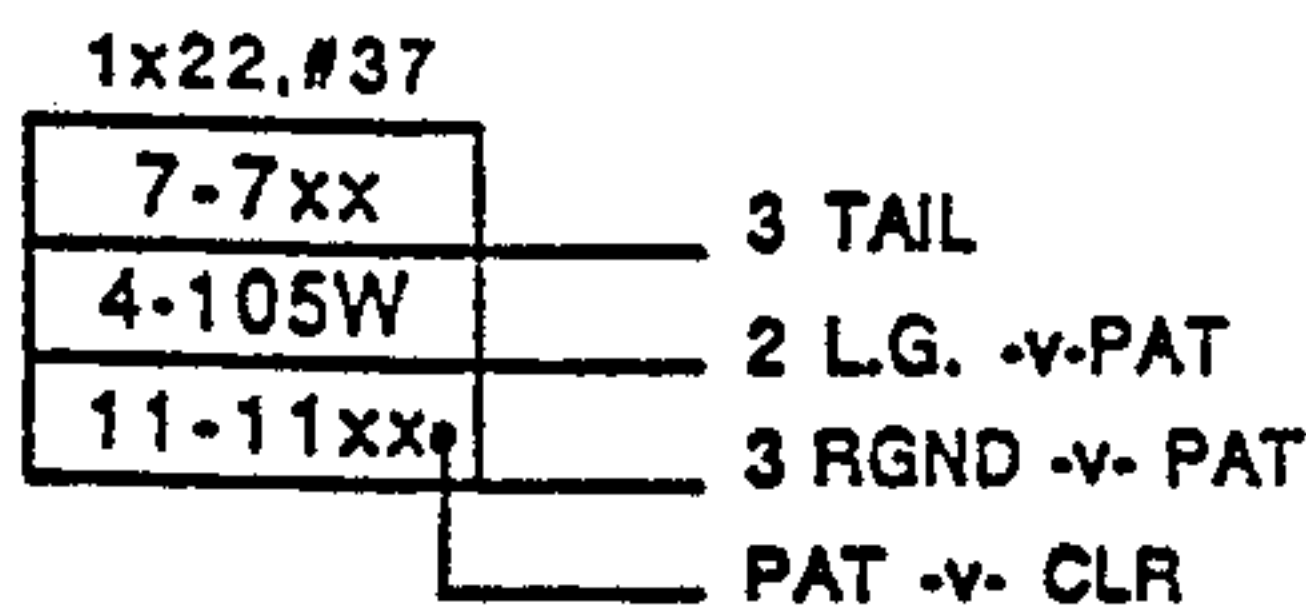 1x22,#37
7-7xx
3 TAIL
4-105W
2 L.G. -v-PAT
11-11xx
3 RGND -v- PAT
PAT -v- CLR